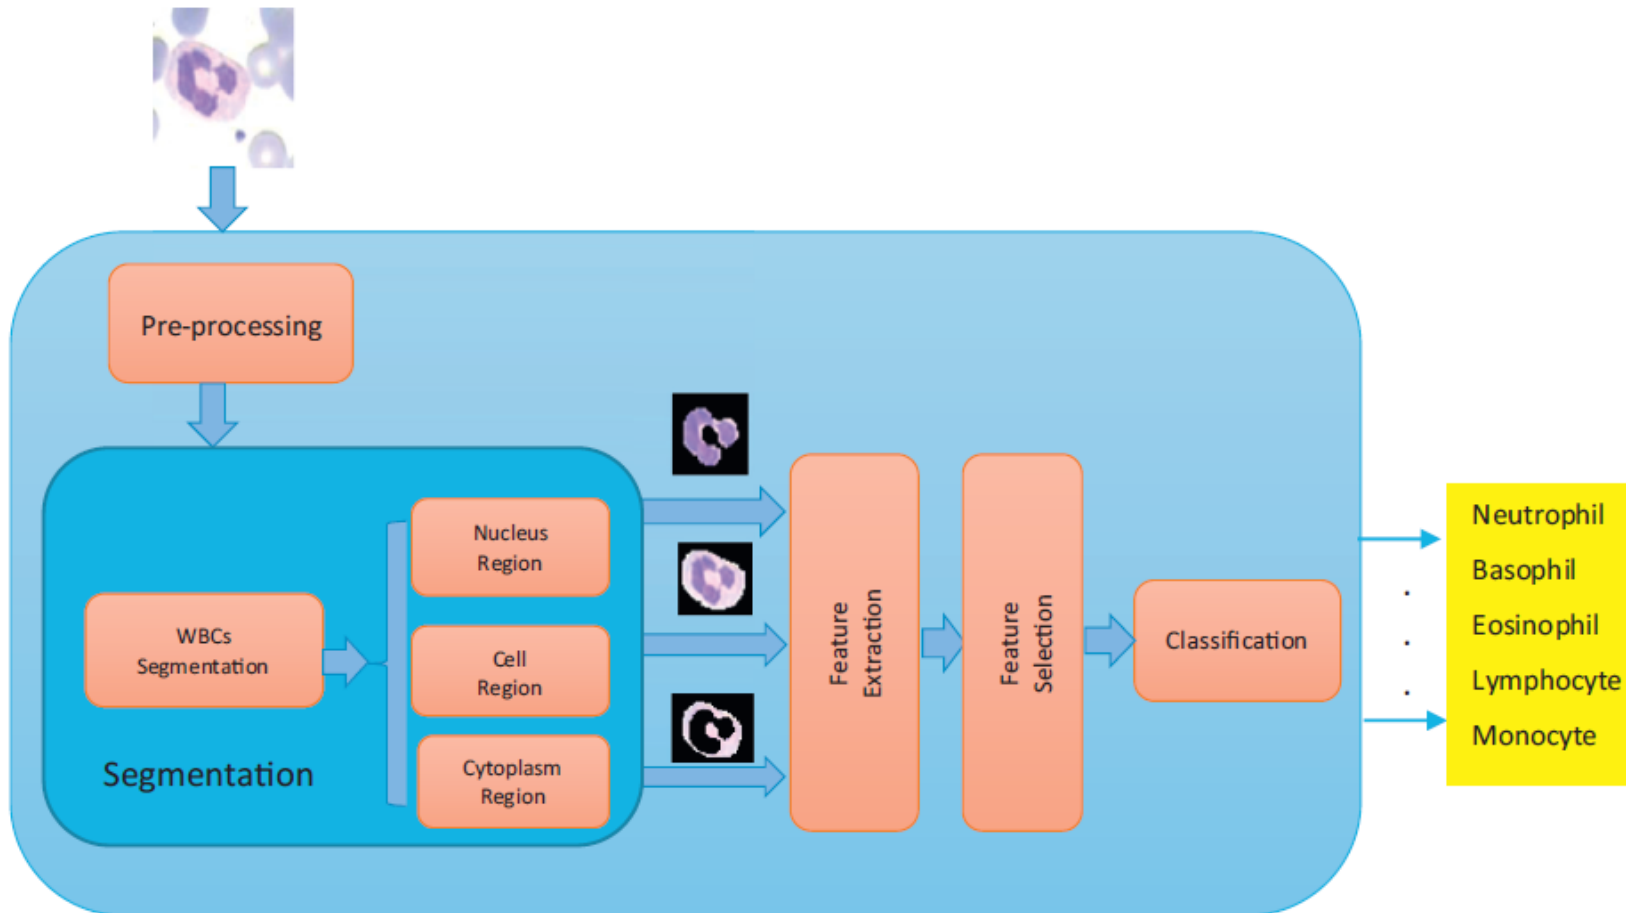 Pre-processing
WBCs
Segmentation
Segmentation
Nucleus
Region
Cell
Region
Cytoplasm
Region
Feature
Extraction
Feature
Selection
Classification
Neutrophil
Basophil
Eosinophil
Lymphocyte
Monocyte